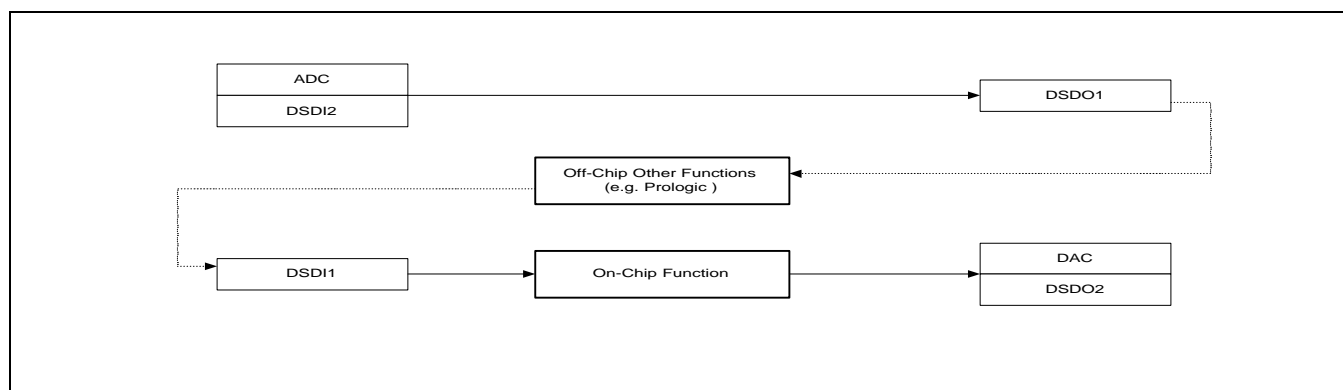 ADC
DSDI2
DSDO1
Off-Chip Other Functions
(e.g. Prologic )
DSDI1
On-Chip Function
DAC
DSDO2